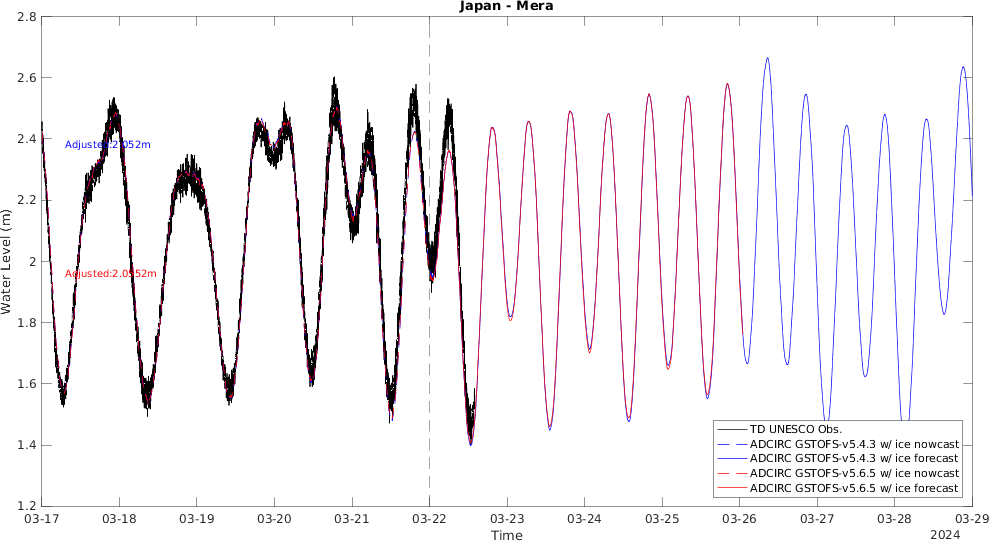 Japan - Mera
2.8
2.6
2.4
2.2
2
1.8
1.6
1.4
1.2
Water Level (m)
Adjusted:2.052m
Adjusted:2.0552m
TD UNESCO Obs.
ADCIRC GSTOFS-v5.4.3 w/ ice nowcast
ADCIRC GSTOFS-v5.4.3 w/ ice forecast
ADCIRC GSTOFS-v5.6.5 w/ ice nowcast
ADCIRC GSTOFS-v5.6.5 w/ ice forecast
03-17 03-18 03-19 03-20 03-21 03-22 03-23 03-24 03-25 03-26 03-27 03-28 03-29
Time
2024